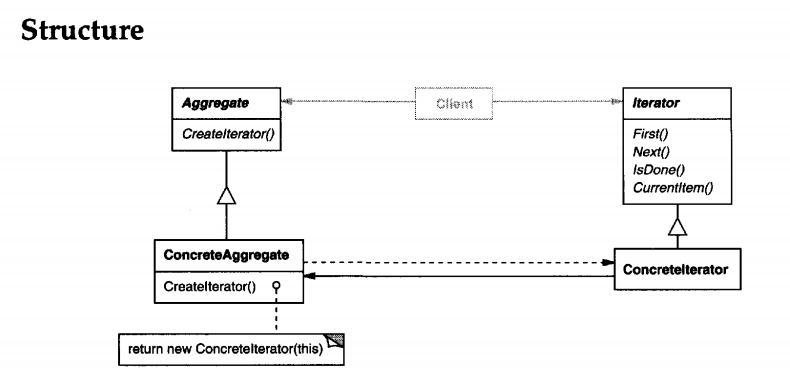 Structure
Aggregate
CreateIterator()
Client
Iterator
First()
Next()
IsDone()
CurrentItem()
ConcreteAggregate
CreateIterator()
ConcreteIterator
return new ConcreteIterator(this)